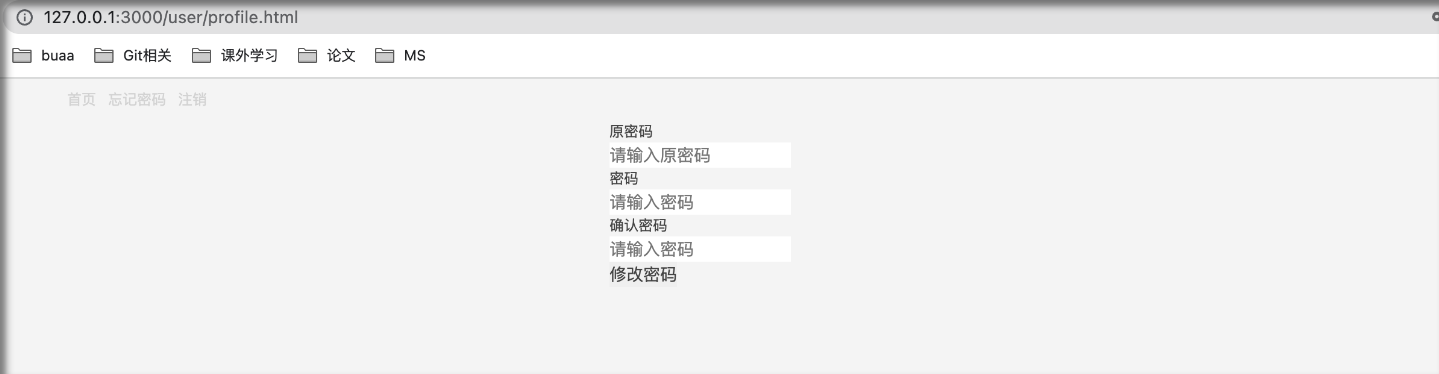 127.0.0.1:3000/user/profile.html
buaa Git相关 课外学习 论文 MS
首页 忘记密码 注销
原密码
请输入原密码
密码
请输入密码
确认密码
请输入密码
修改密码